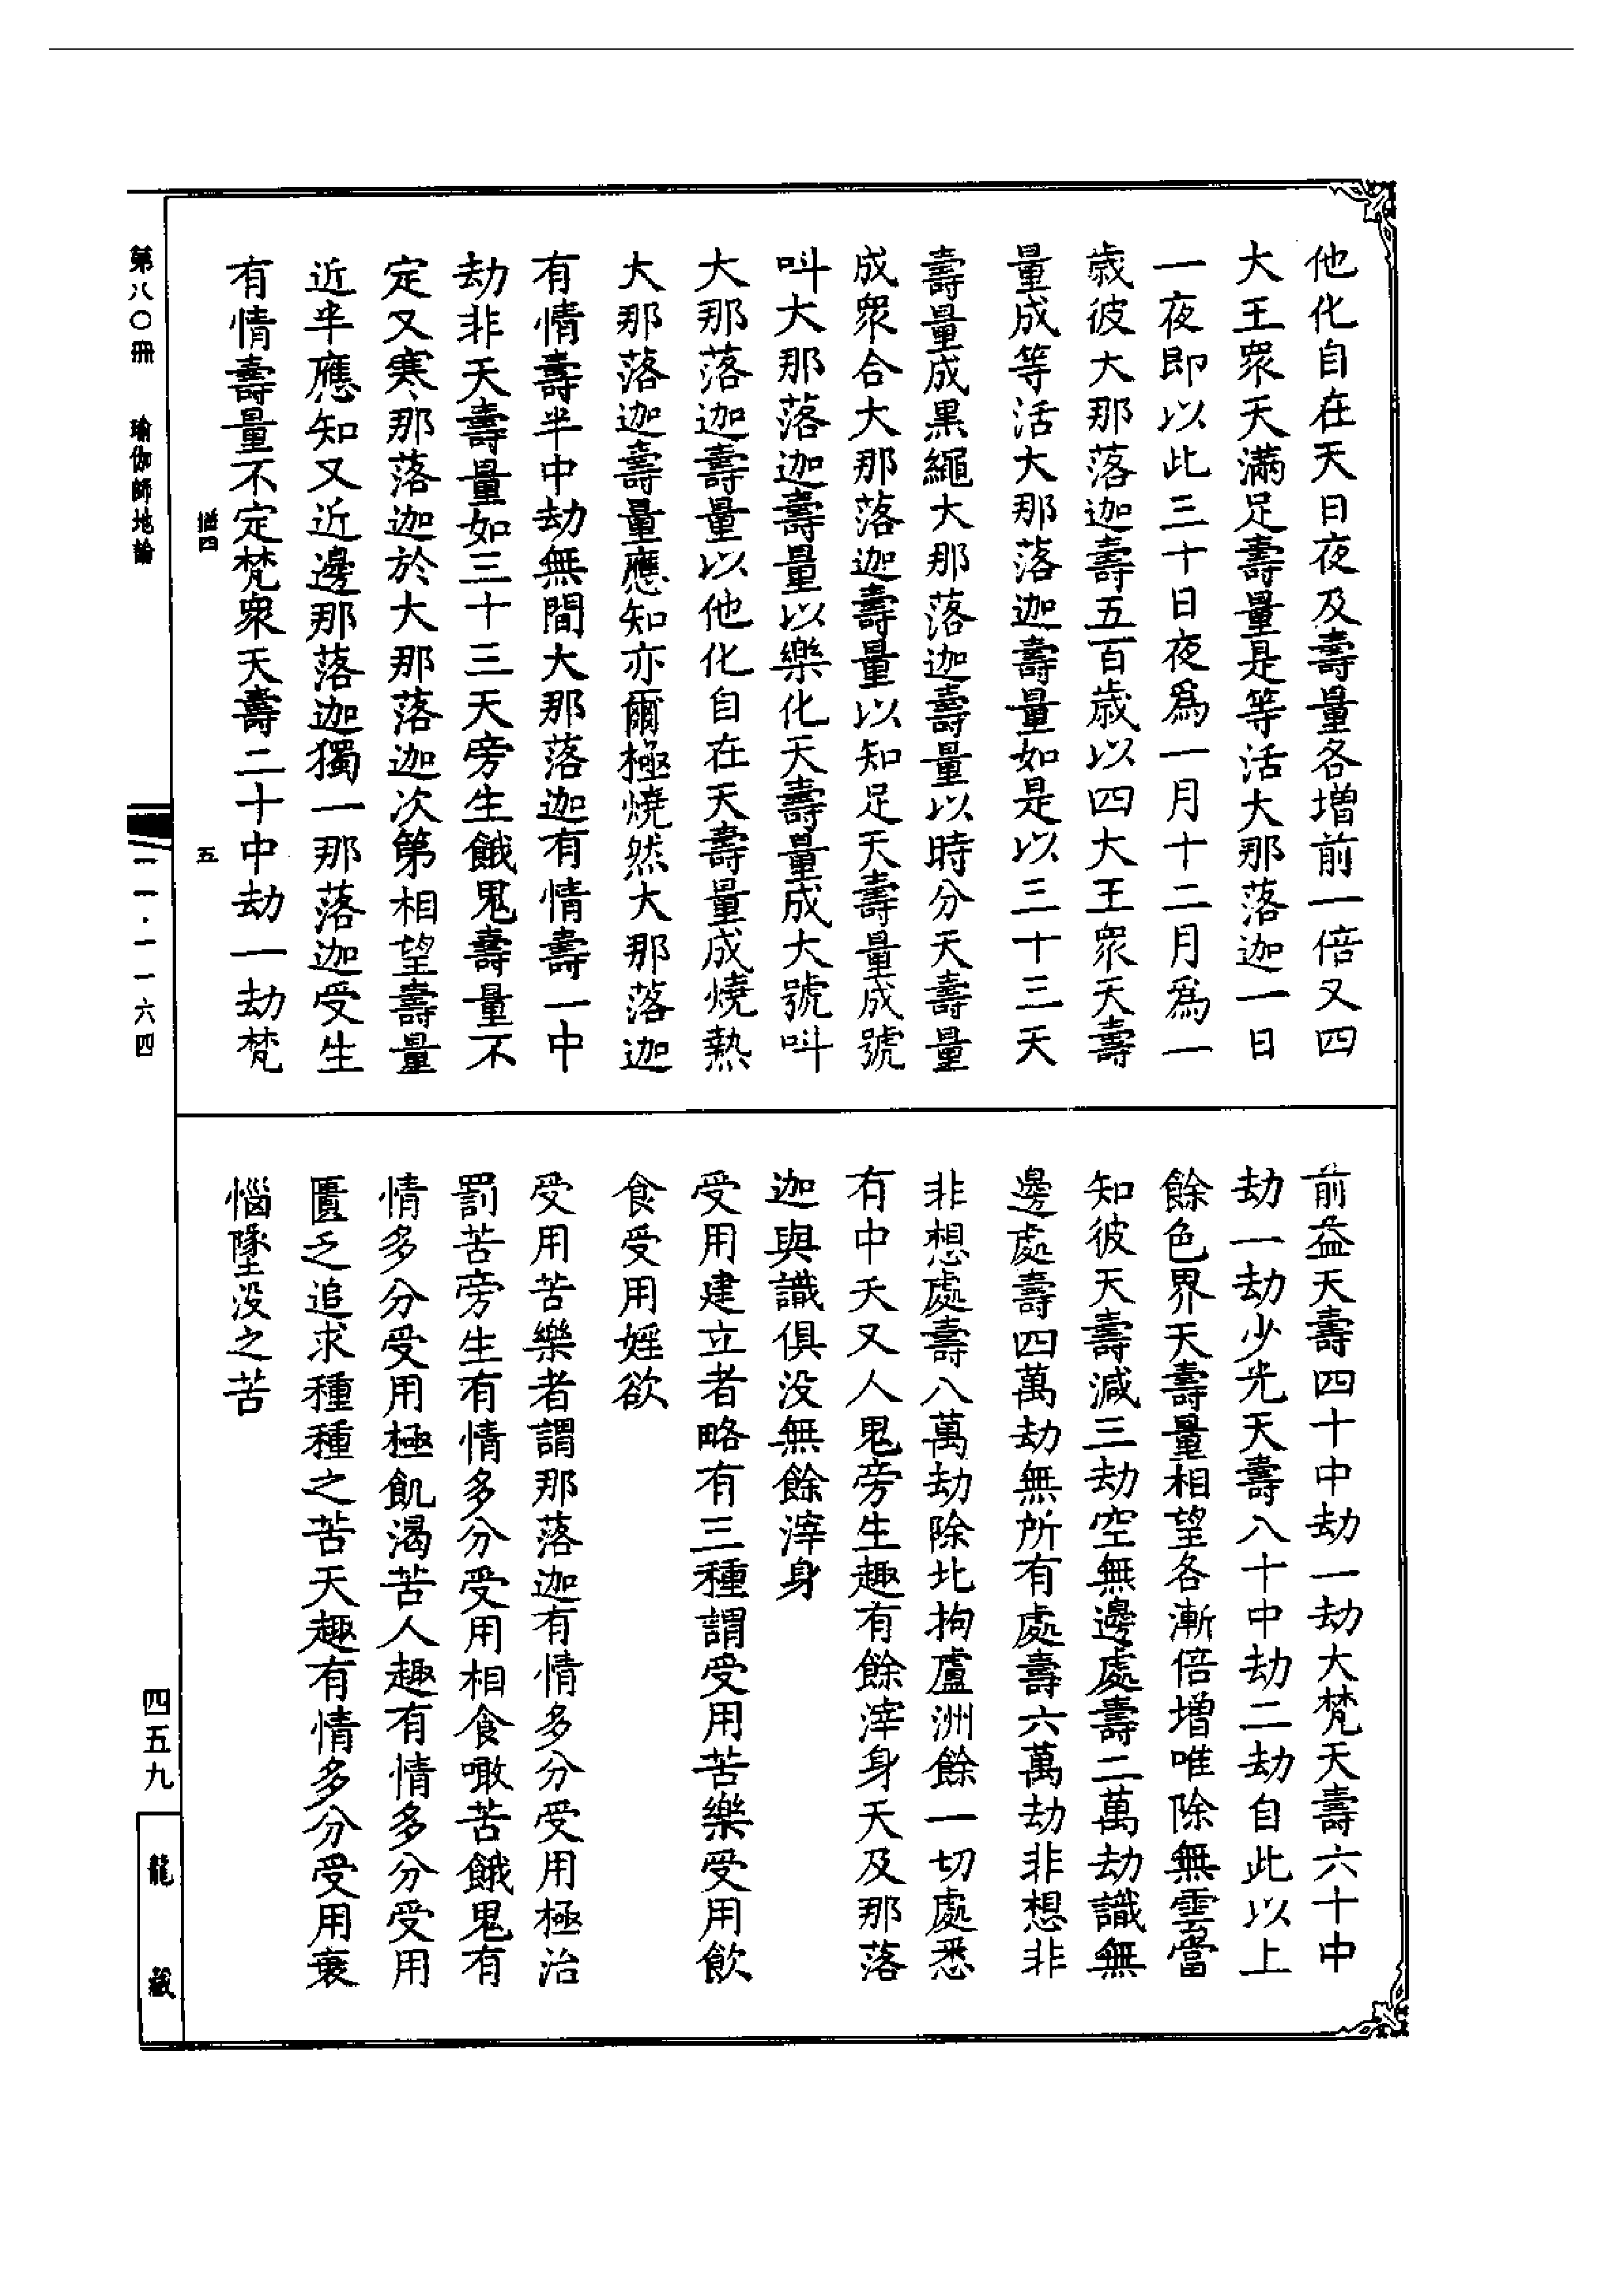 他化自在天日夜及壽量各增前一倍又四
大王衆天滿足壽量是等活大那落迦一日
一夜即以此三十日夜爲一月十二月爲一
歲彼大那落迦壽五百歲以四大王衆天壽
量成等活大那落迦壽量如是以三十三天
壽量成黑繩大那落迦壽量以時分天壽量
成衆合大那落迦壽量以知足天壽量成號
叫大那落迦壽量以樂化天壽量成大號叫
大那落迦壽量以他化自在天壽量成燒熱
大那落迦壽量應知亦爾極燒然大那落迦
有情壽半中劫無間大那落迦有情壽一中
劫非天壽量如三十三天旁生餓鬼壽量不
定又寒那落迦於大那落迦次第相望壽量
近半應知又近邊那落迦獨一那落迦受生
有情壽量不定梵衆天壽二十中劫一劫梵
前益天壽四十中劫一劫大梵天壽六十中
劫一劫少光天壽八十中劫二劫自此以上
餘色界天壽量相望各漸倍增唯除無雲當
知彼天壽減三劫空無邊處壽二萬劫識無
邊處壽四萬劫無所有處壽六萬劫非想非
非想處壽八萬劫除北拘盧洲餘一切處悉
有中夭又人鬼旁生趣有餘滓身天及那落
迦與識俱没無餘滓身
受用建立者略有三種謂受用苦樂受用飲
食受用婬欲
受用苦樂者謂那落迦有情多分受用極治
罰苦旁生有情多分受用相食噉苦餓鬼有
情多分受用極飢渴苦人趣有情多分受用
匱乏追求種種之苦天趣有情多分受用衰
惱墜没之苦
第八〇冊 瑜伽師地論
五
一一·一一六四
四五九
龍藏